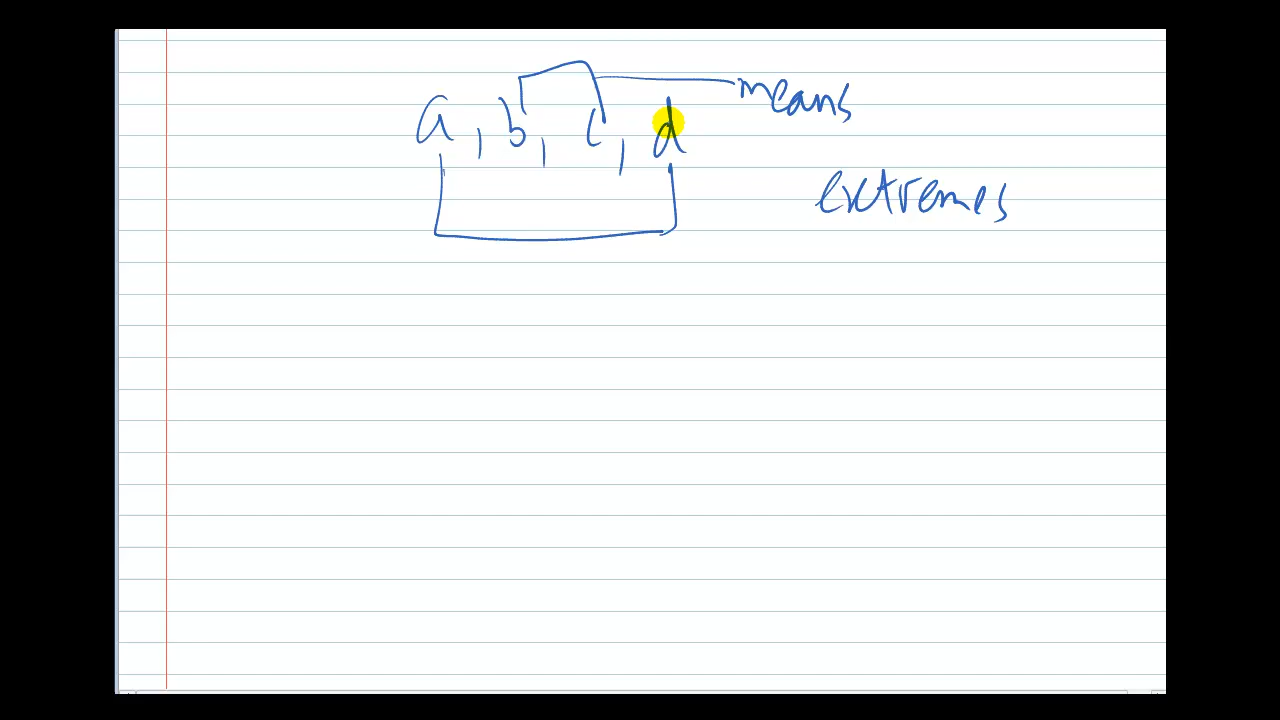 a, b, c, d
means
extremes